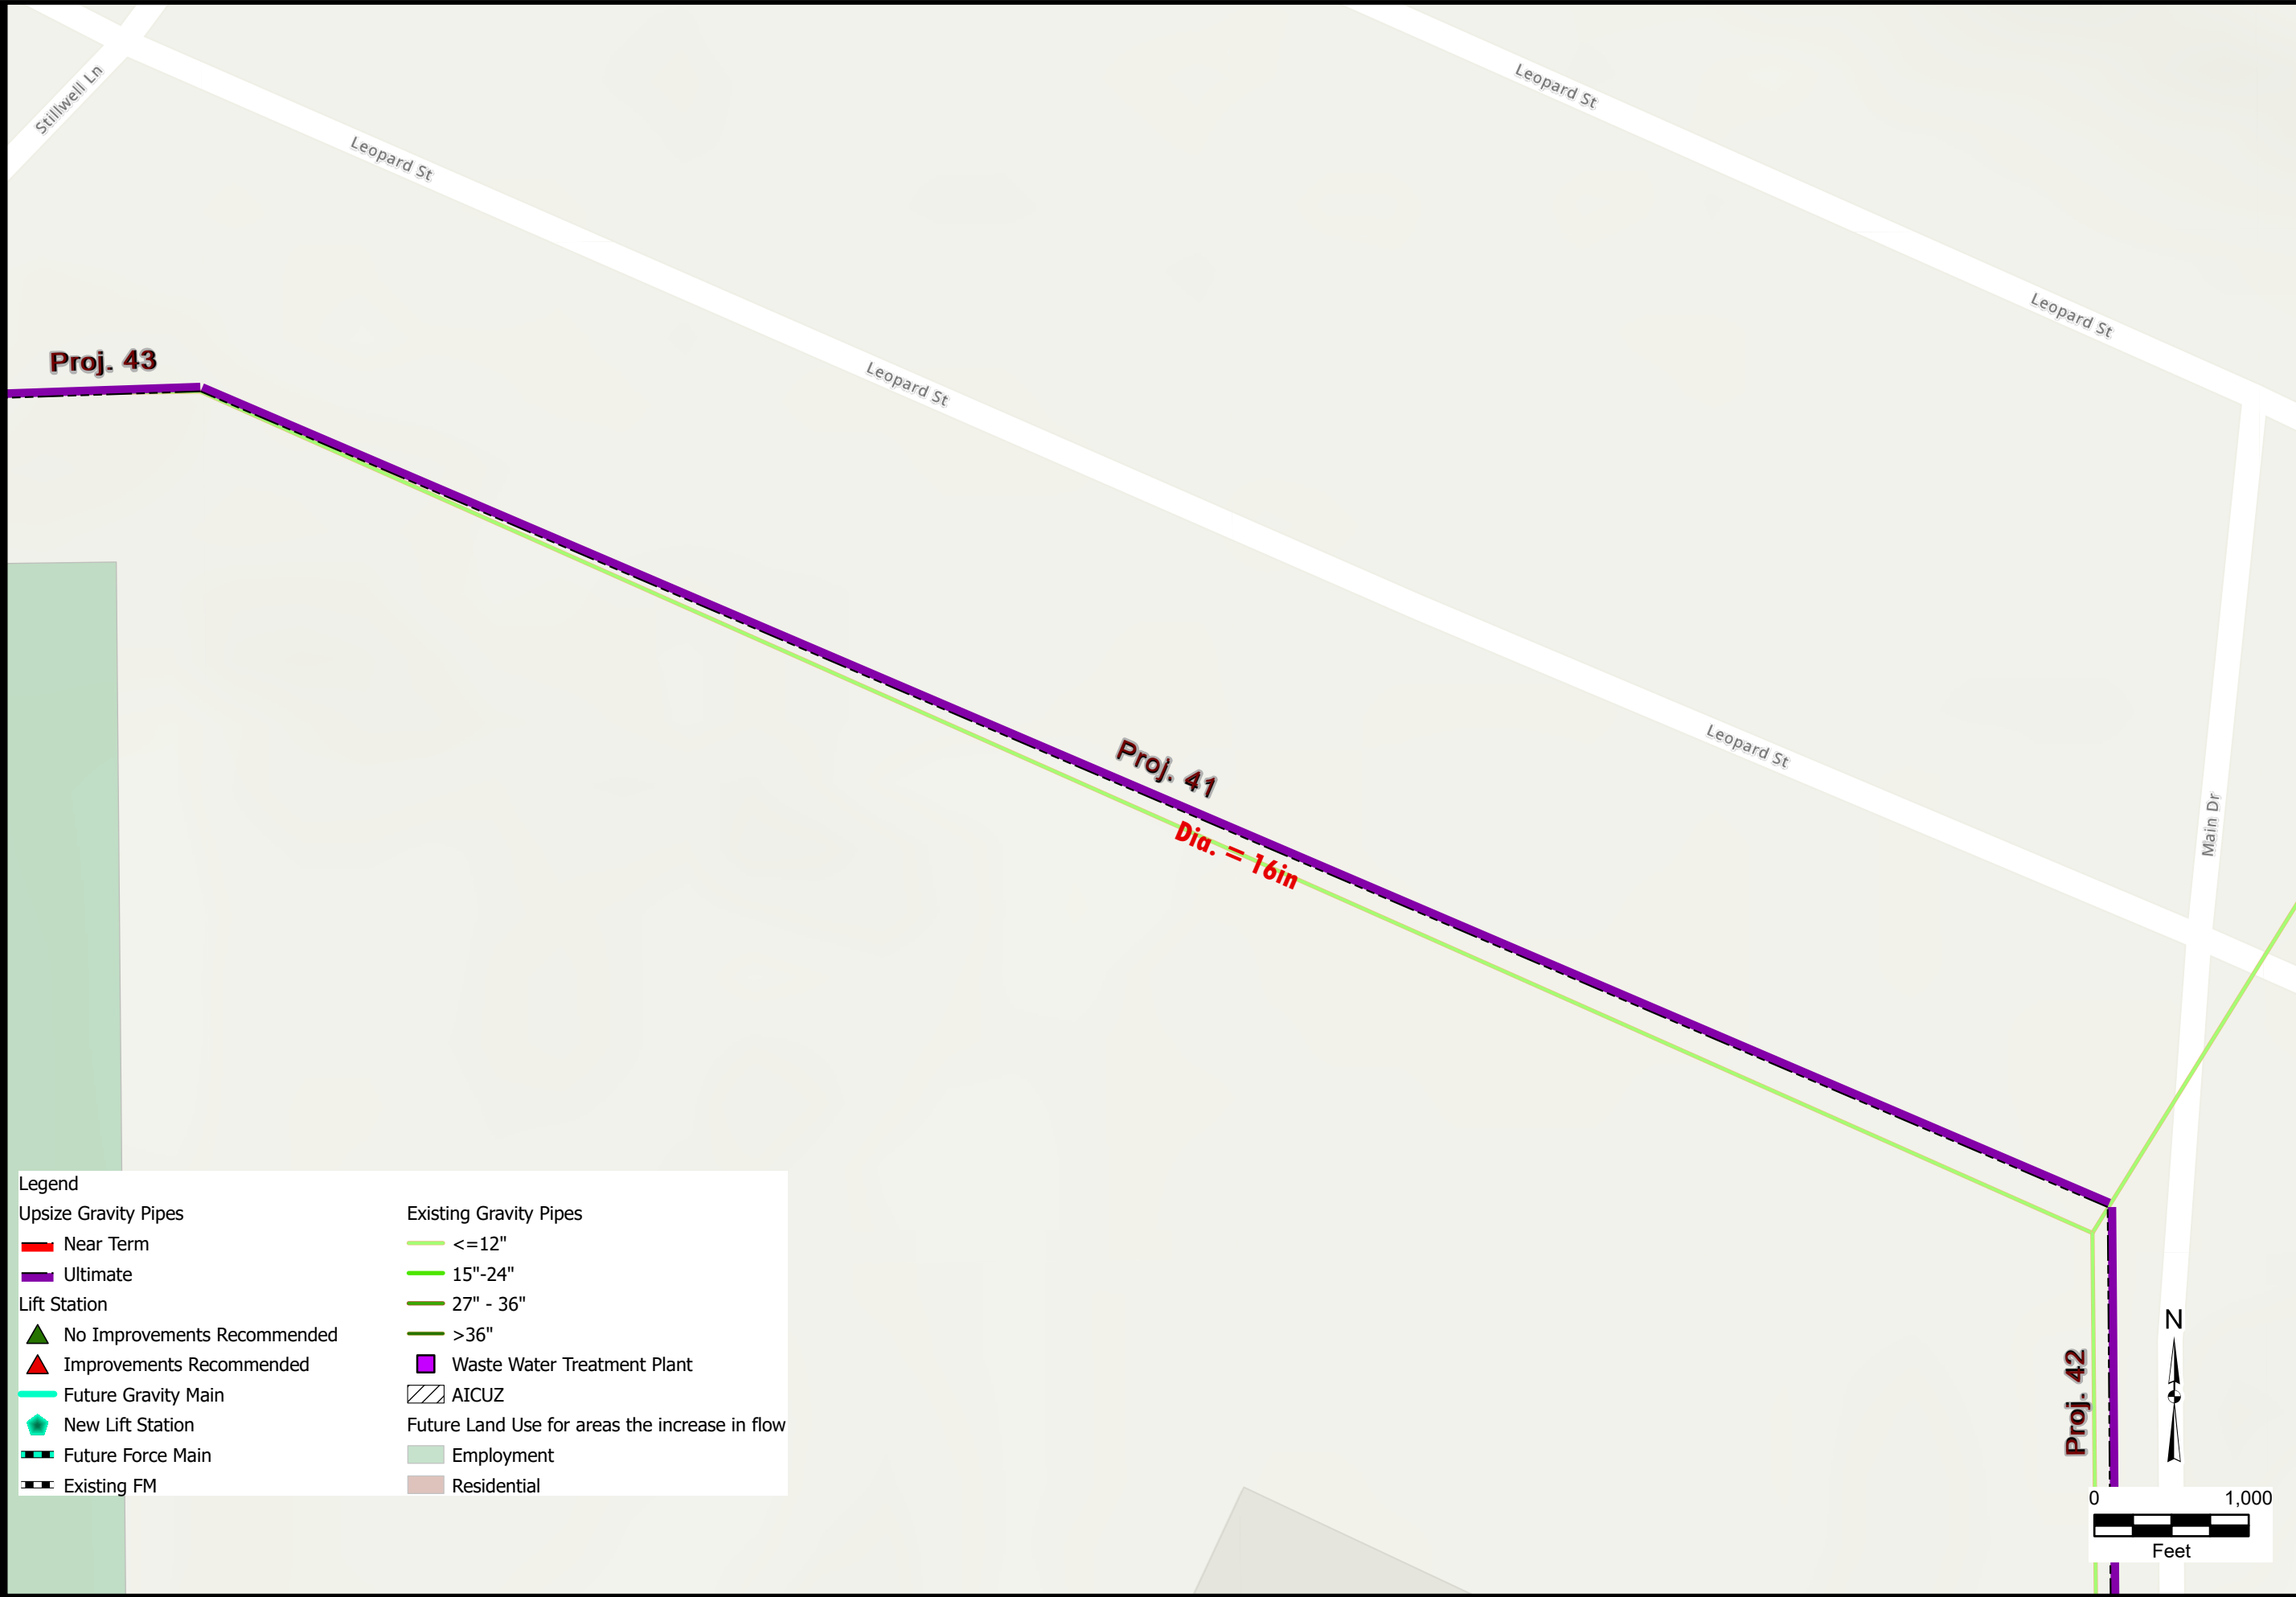 Stillwell Ln
Leopard St
Leopard St
Leopard St
Leopard St
Leopard St
Main Dr
Proj. 43
Proj. 41
Dia. = 16in
Proj. 42
N
0 1,000
Feet
Legend
Upsize Gravity Pipes
Near Term
Ultimate
Lift Station
No Improvements Recommended
Improvements Recommended
Future Gravity Main
New Lift Station
Future Force Main
Existing FM
Existing Gravity Pipes
<=12"
15"-24"
27" - 36"
>36"
Waste Water Treatment Plant
AICUZ
Future Land Use for areas the increase in flow
Employment
Residential